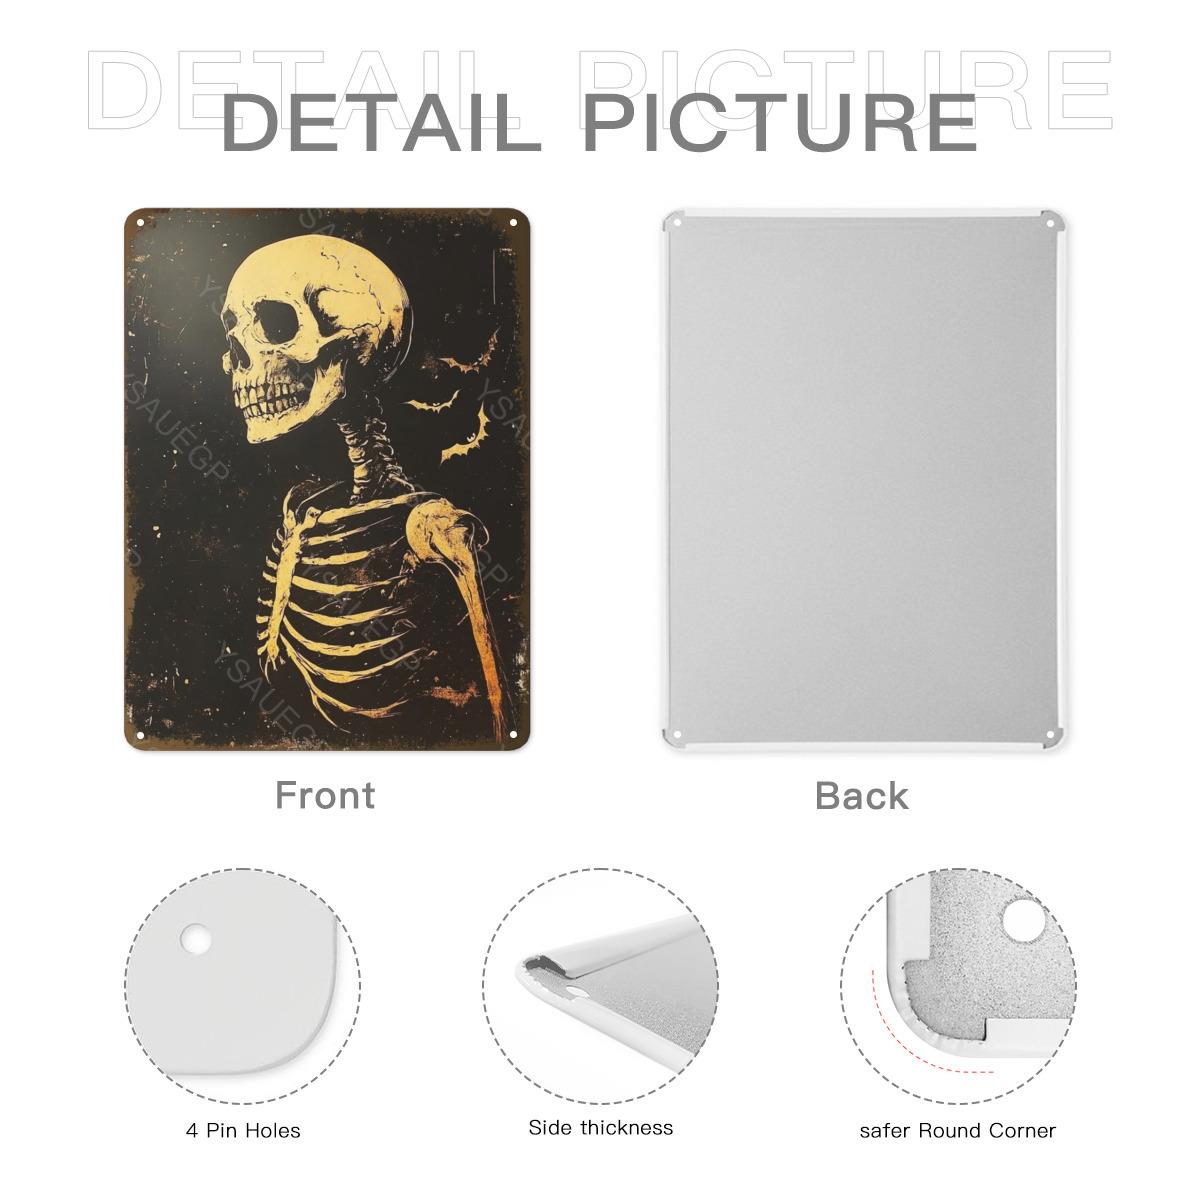 DETAIL PICTURE
DETAIL PICTURE
YSAUEGP
YSAUEGP
YSAUEGP
YSAUEGP
Front
Back
4 Pin Holes
Side thickness
safer Round Corner